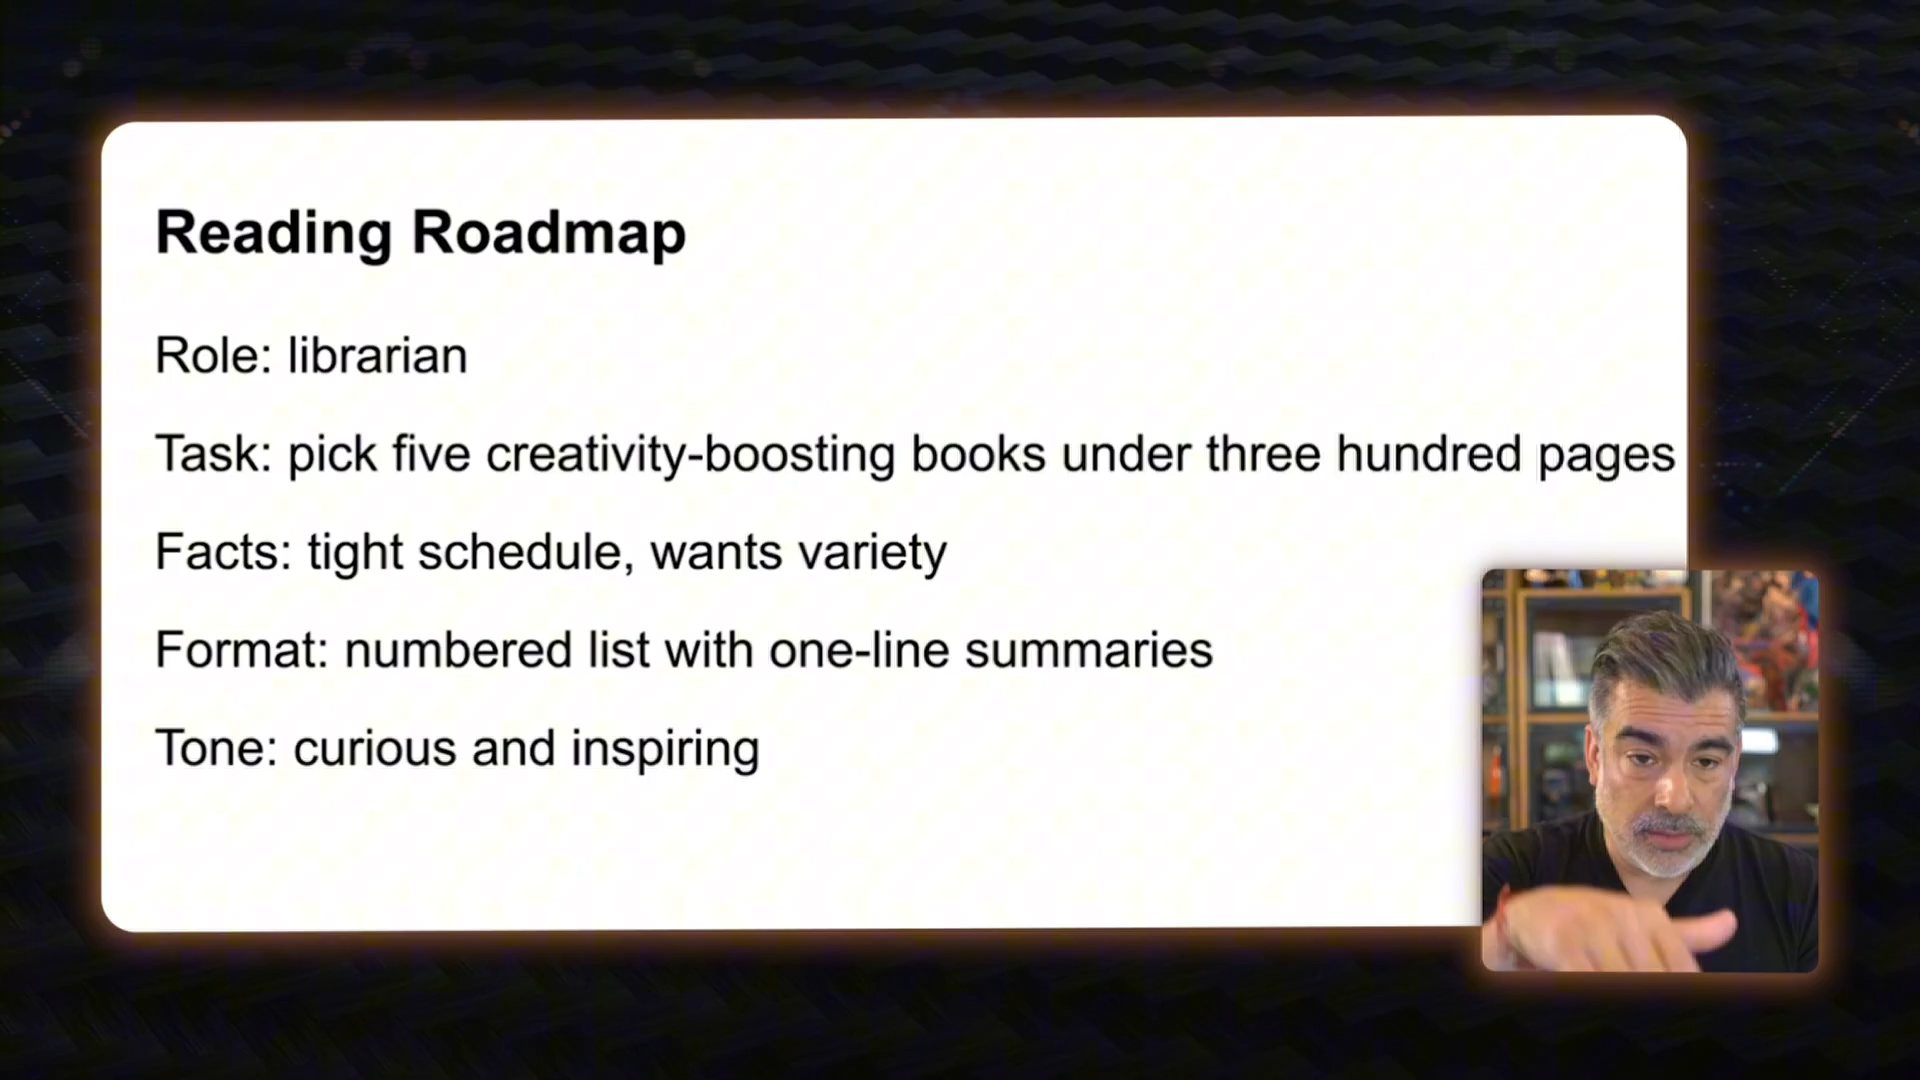 Reading Roadmap
Role: librarian
Task: pick five creativity-boosting books under three hundred pages
Facts: tight schedule, wants variety
Format: numbered list with one-line summaries
Tone: curious and inspiring